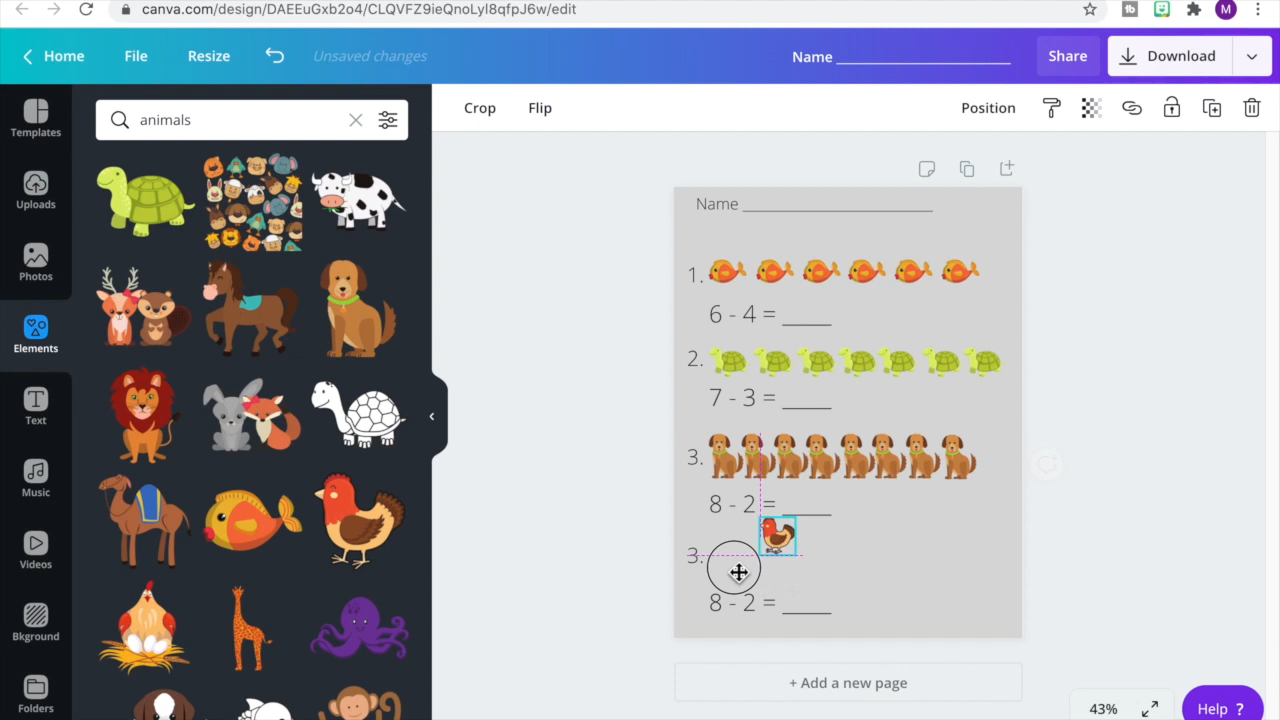 canva.com/design/DAEEuGxb2o4/CLQVFZ9ieQnoLyl8qfpJ6w/edit
M
Home
File
Resize
Unsaved changes
Name ____________________
Share
Download
Templates
Uploads
Photos
Elements
Text
Music
Videos
Bkground
Folders
animals
Crop
Flip
Position
Name ____________________
1.
6 - 4 = _____
2.
7 - 3 = _____
3.
8 - 2 = _____
3.
8 - 2 = _____
+ Add a new page
43%
Help ?